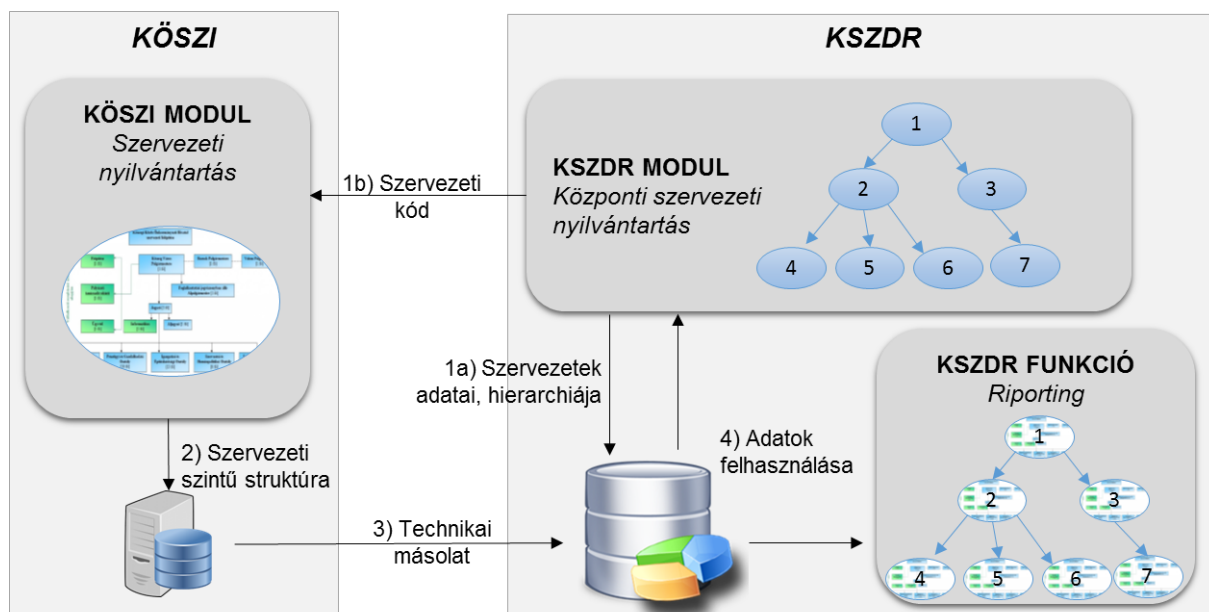 KÖSZI
KÖSZI MODUL
Szervezeti
nyilvántartás
2) Szervezeti
szintű struktúra
1b) Szervezeti
kód
3) Technikai
másolat
KSZDR
KSZDR MODUL
Központi szervezeti
nyilvántartás
1
2
3
4
5
6
7
1a) Szervezetek
adatai, hierarchiája
4) Adatok
felhasználása
KSZDR FUNKCIÓ
Riporting
1
2
3
4
5
6
7